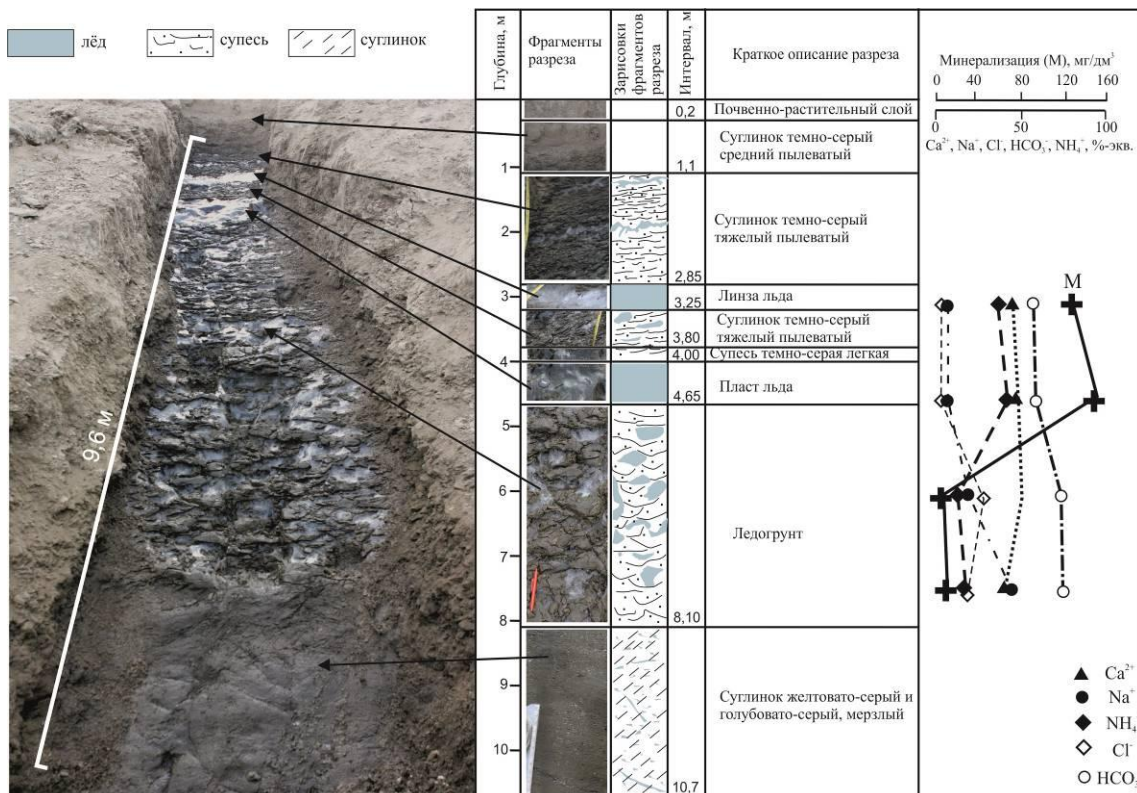 лёд
супесь
суглинок
Глубина, м
Фрагменты
разреза
Зарисовки
фрагментов
разреза
Интервал, м
Краткое описание разреза
Минерализация (М), мг/дм³
0 40 80 120 160
0 50 100
Ca²⁺, Na⁺, Cl⁻, HCO₃⁻, NH₄⁺, %-экв.
0,2
Почвенно-растительный слой
Суглинок темно-серый
средний пылеватый
1
1,1
Суглинок темно-серый
тяжелый пылеватый
2
2,85
М
3
3,25
Линза льда
Суглинок темно-серый
тяжелый пылеватый
3,80
4
4,00
Супесь темно-серая легкая
Пласт льда
4,65
5
9,6 м
6
Ледогрунт
7
8
8,10
9
Суглинок желтовато-серый и
голубовато-серый, мерзлый
10
10,7
Ca²⁺
Na⁺
NH₄
Cl⁻
HCO₃